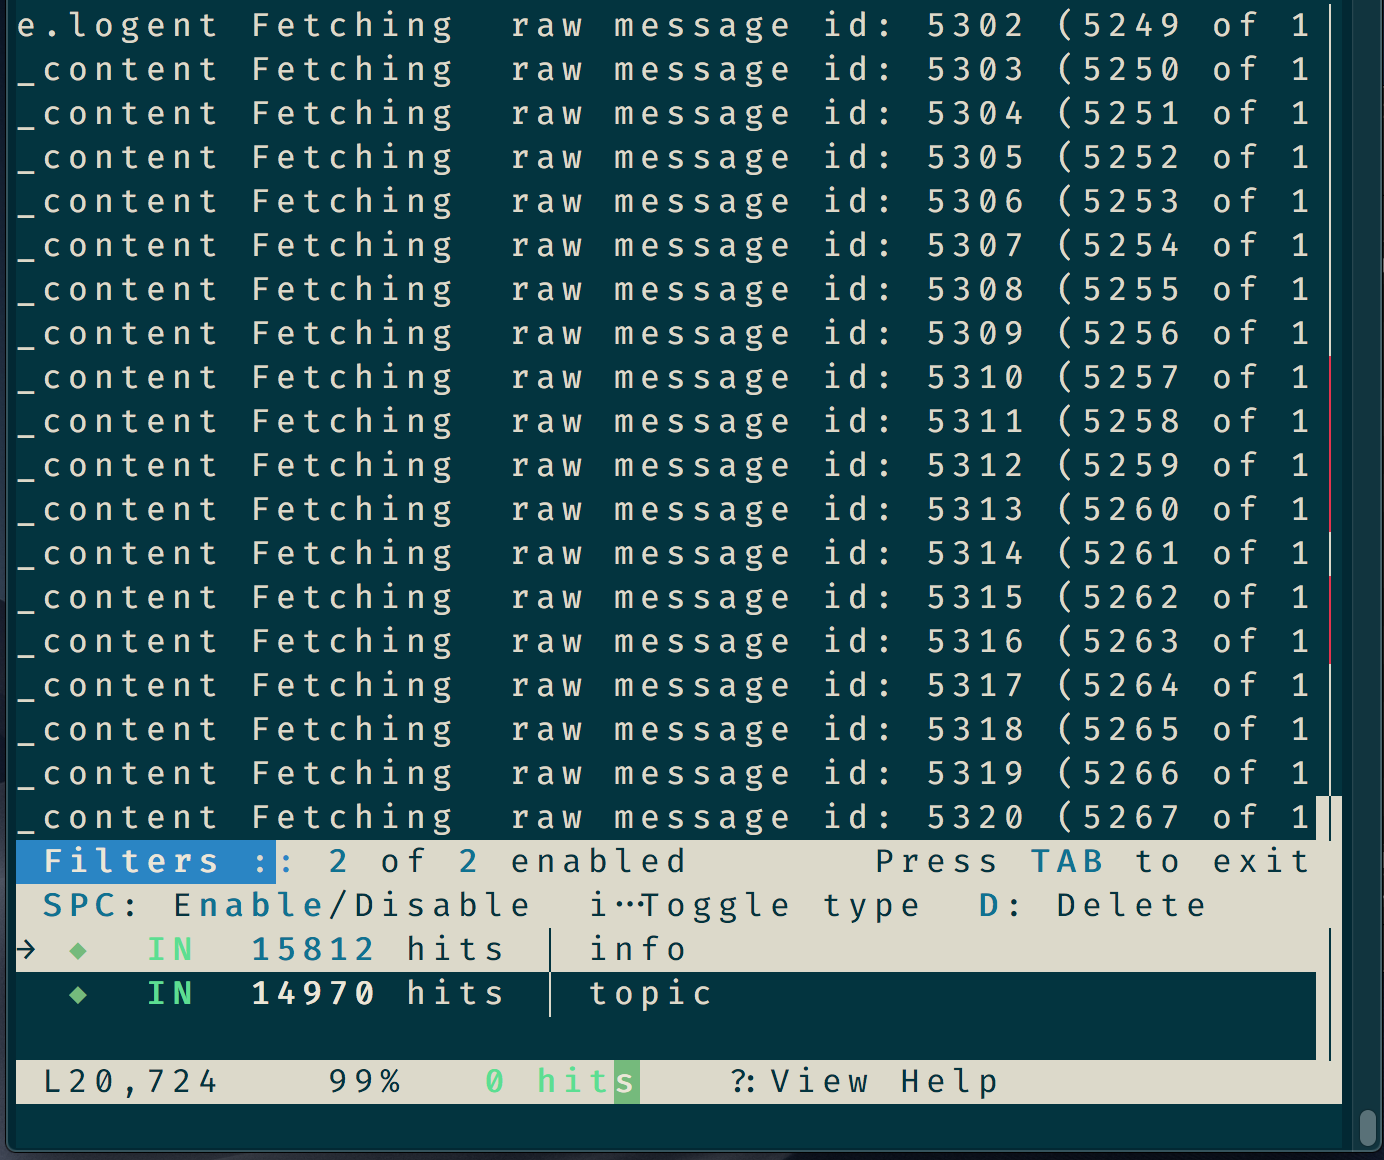 e.logent Fetching  raw message id: 5302 (5249 of 1
_content Fetching  raw message id: 5303 (5250 of 1
_content Fetching  raw message id: 5304 (5251 of 1
_content Fetching  raw message id: 5305 (5252 of 1
_content Fetching  raw message id: 5306 (5253 of 1
_content Fetching  raw message id: 5307 (5254 of 1
_content Fetching  raw message id: 5308 (5255 of 1
_content Fetching  raw message id: 5309 (5256 of 1
_content Fetching  raw message id: 5310 (5257 of 1
_content Fetching  raw message id: 5311 (5258 of 1
_content Fetching  raw message id: 5312 (5259 of 1
_content Fetching  raw message id: 5313 (5260 of 1
_content Fetching  raw message id: 5314 (5261 of 1
_content Fetching  raw message id: 5315 (5262 of 1
_content Fetching  raw message id: 5316 (5263 of 1
_content Fetching  raw message id: 5317 (5264 of 1
_content Fetching  raw message id: 5318 (5265 of 1
_content Fetching  raw message id: 5319 (5266 of 1
_content Fetching  raw message id: 5320 (5267 of 1
Filters :: 2 of 2 enabled Press TAB to exit
SPC: Enable/Disable i⋯Toggle type D: Delete
→ ◆ IN 15812 hits │ info
◆ IN 14970 hits │ topic
L20,724 99% 0 hits ?:View Help